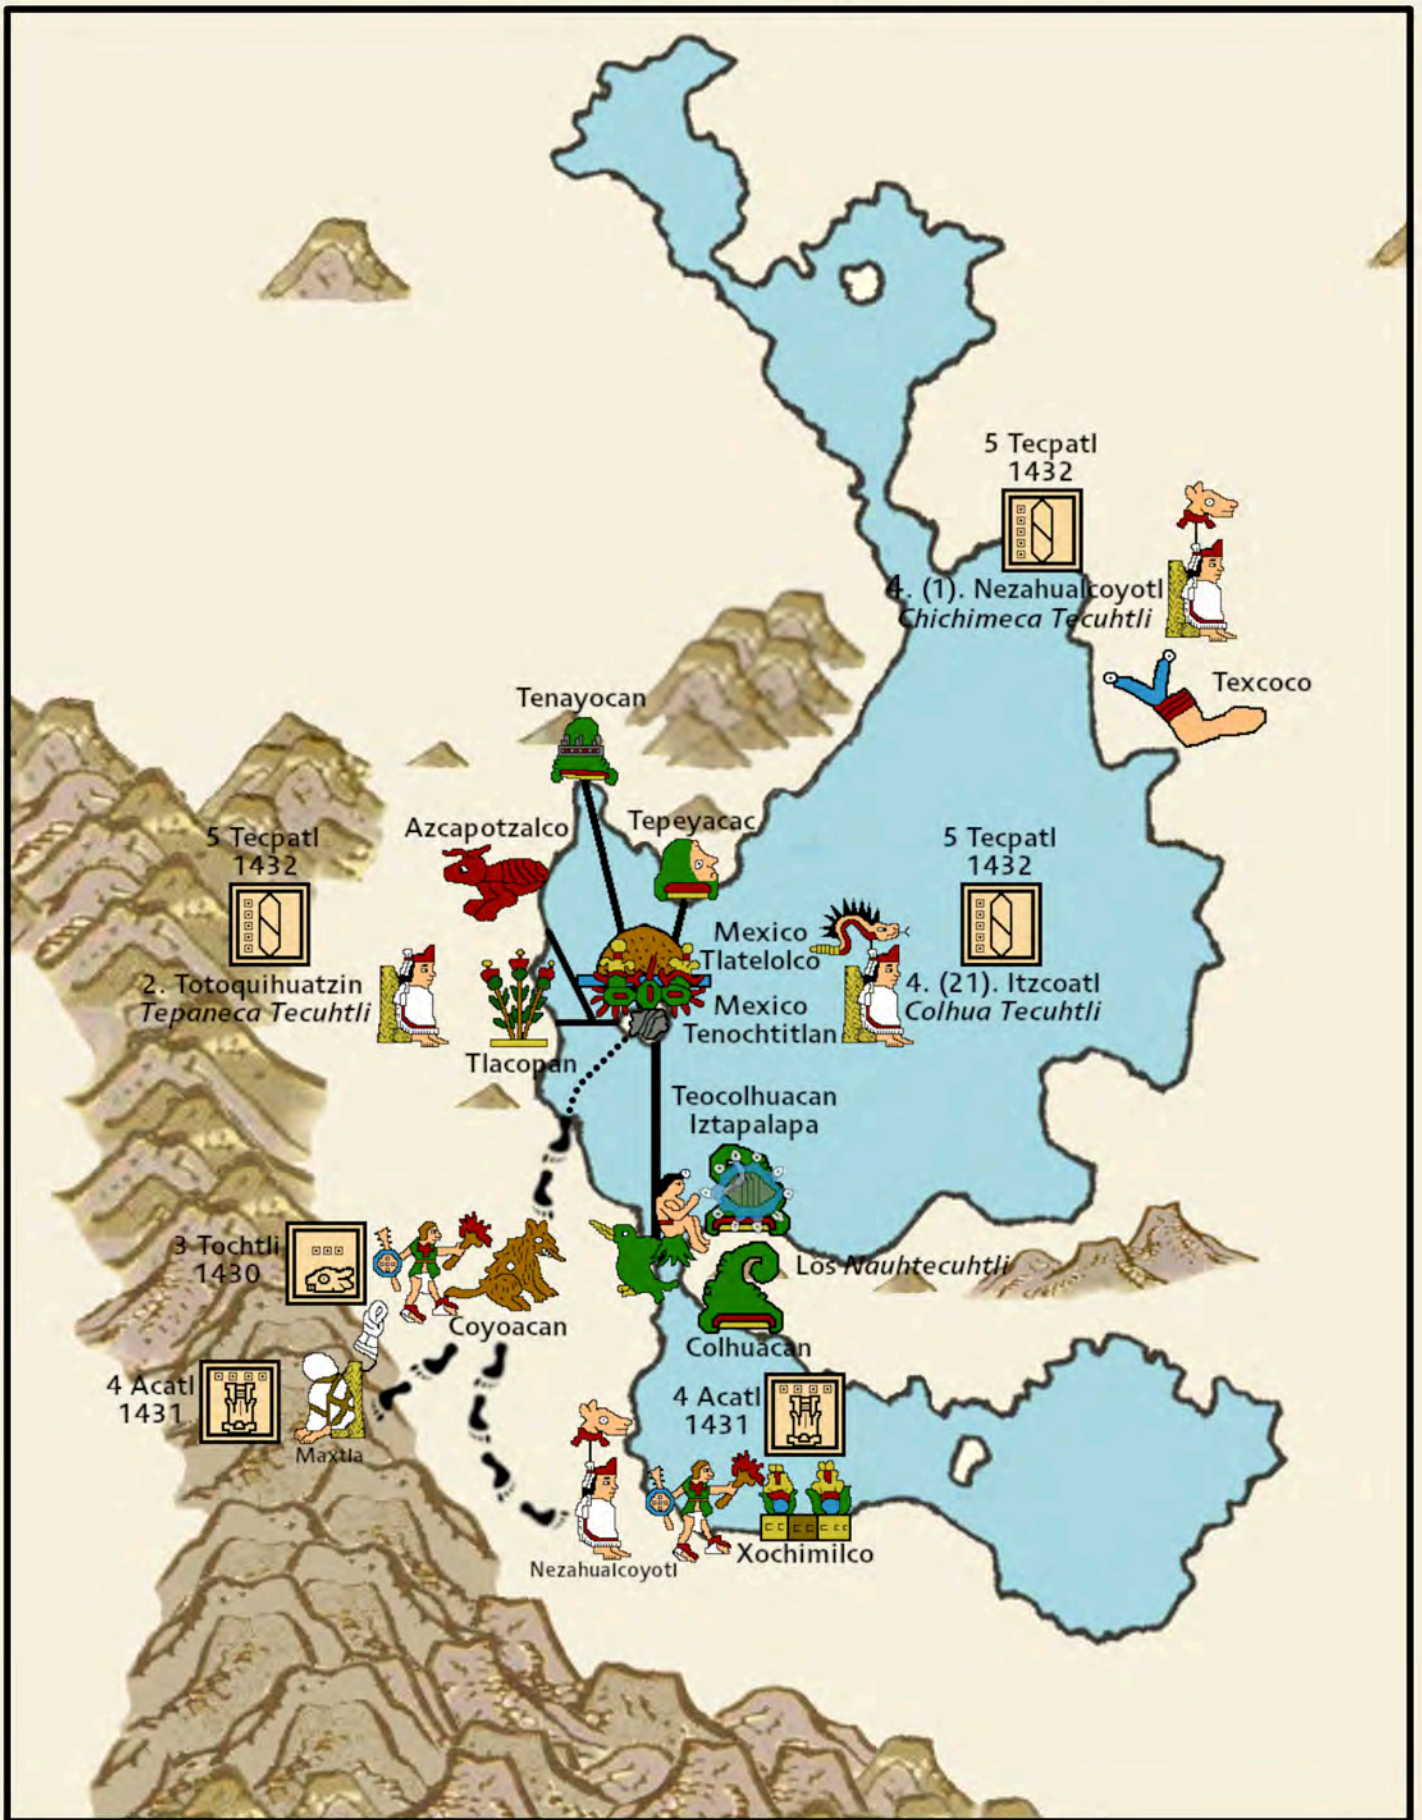 5 Tecpatl
1432
4. (1). Nezahualcoyotl
Chichimeca Tecuhtli
Texcoco
Tenayocan
Azcapotzalco
Tepeyacac
5 Tecpatl
1432
5 Tecpatl
1432
Mexico
Tlatelolco
2. Totoquihuatzin
Tepaneca Tecuhtli
4. (21). Itzcoatl
Colhua Tecuhtli
Mexico
Tenochtitlan
Tlacopan
Teocolhuacan
Iztapalapa
3 Tochtli
1430
Los Nauhtecuhtli
Coyoacan
Colhuacan
4 Acatl
1431
4 Acatl
1431
Maxtla
Xochimilco
Nezahualcoyotl